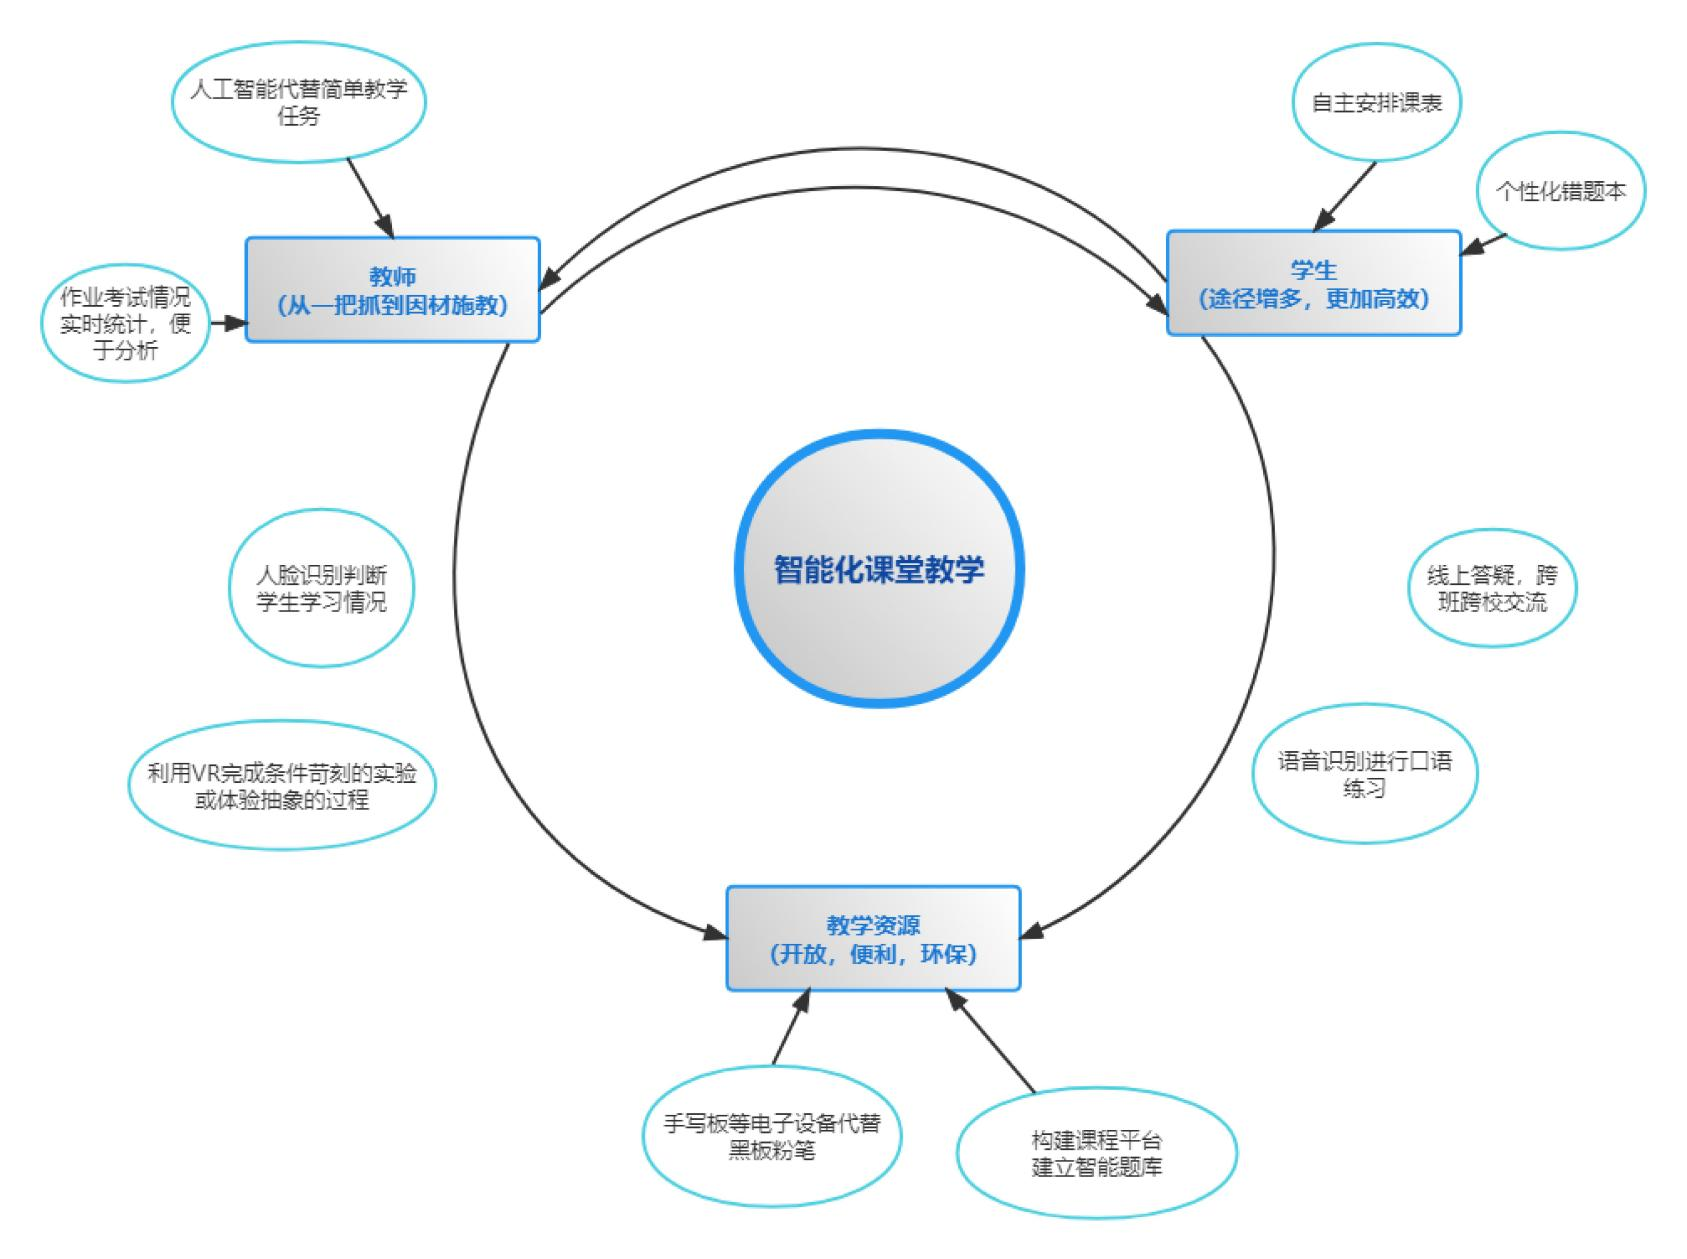 人工智能代替简单教学
任务
自主安排课表
个性化错题本
教师
（从一把抓到因材施教）
学生
（途径增多，更加高效）
作业考试情况
实时统计，便
于分析
智能化课堂教学
人脸识别判断
学生学习情况
线上答疑，跨
班跨校交流
利用VR完成条件苛刻的实验
或体验抽象的过程
语音识别进行口语
练习
教学资源
（开放，便利，环保）
手写板等电子设备代替
黑板粉笔
构建课程平台
建立智能题库